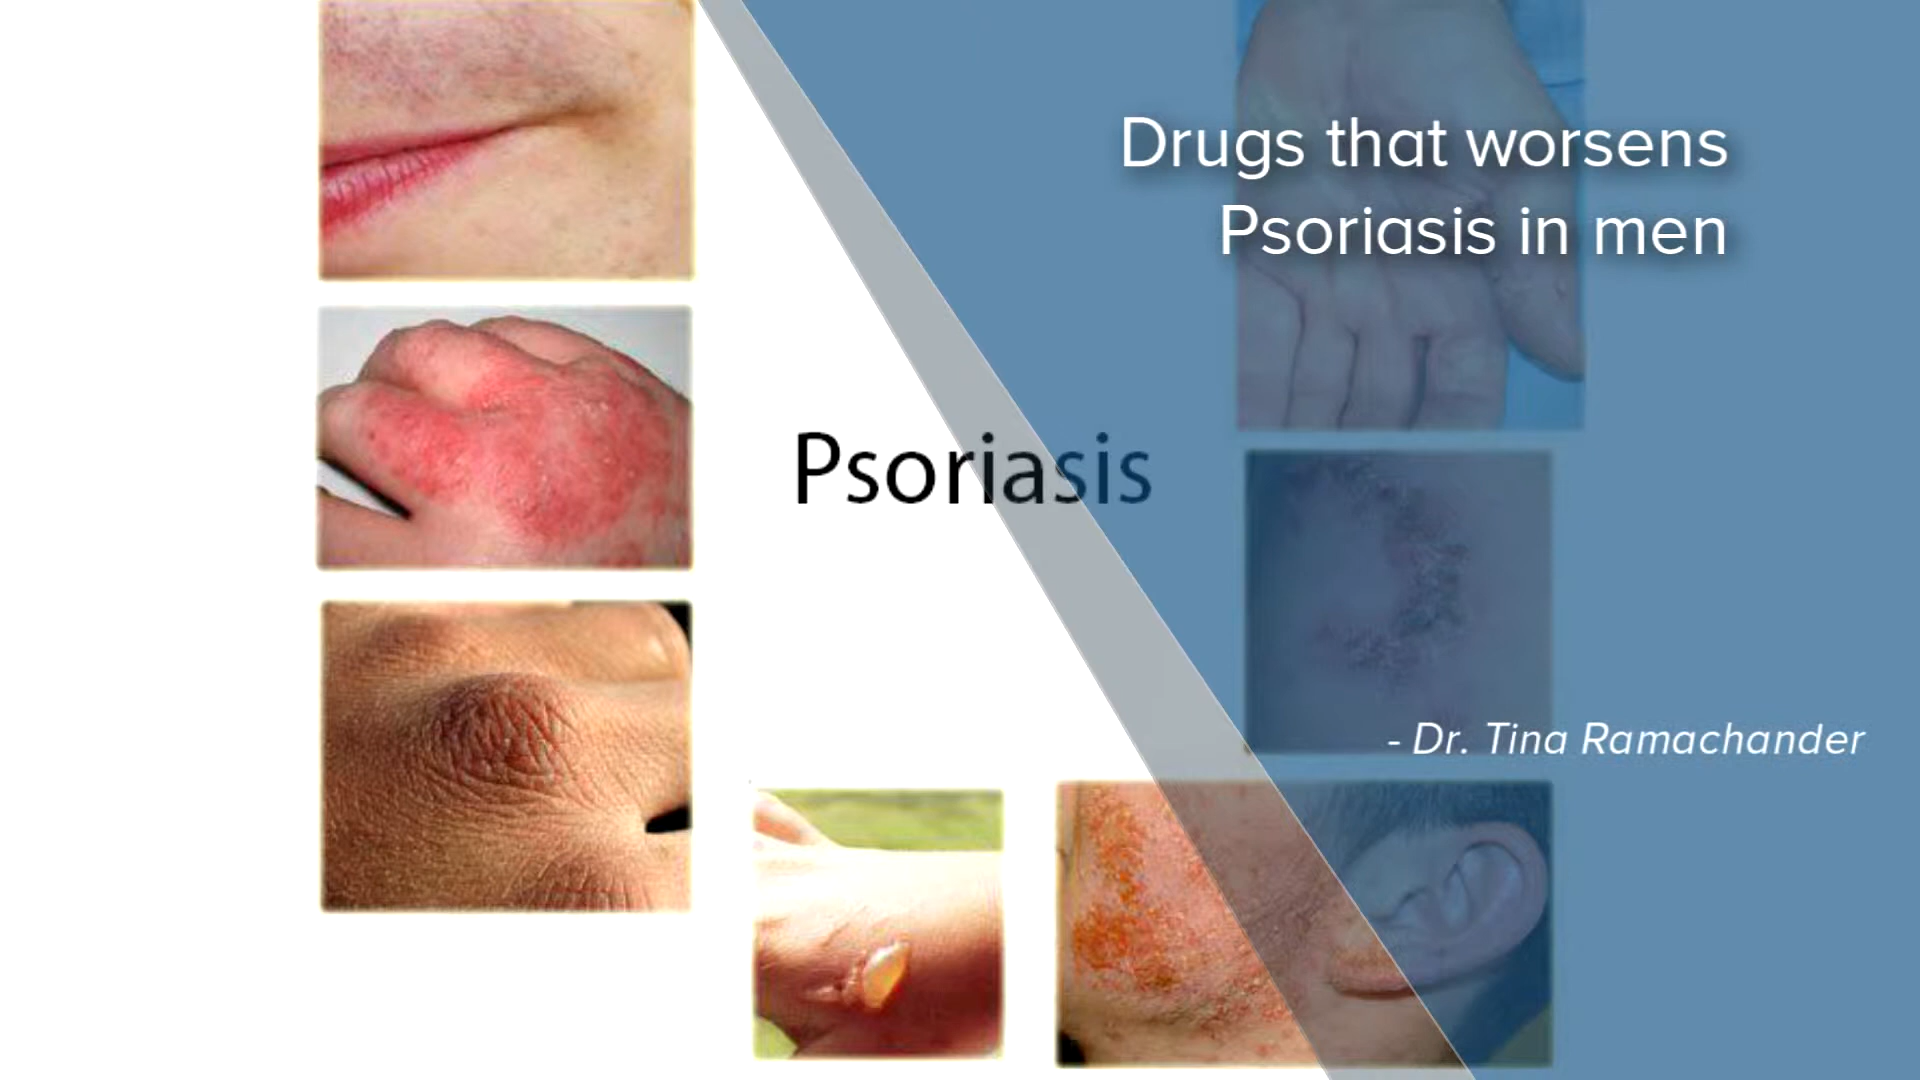 Drugs that worsens
Psoriasis in men
Psoriasis
- Dr. Tina Ramachander